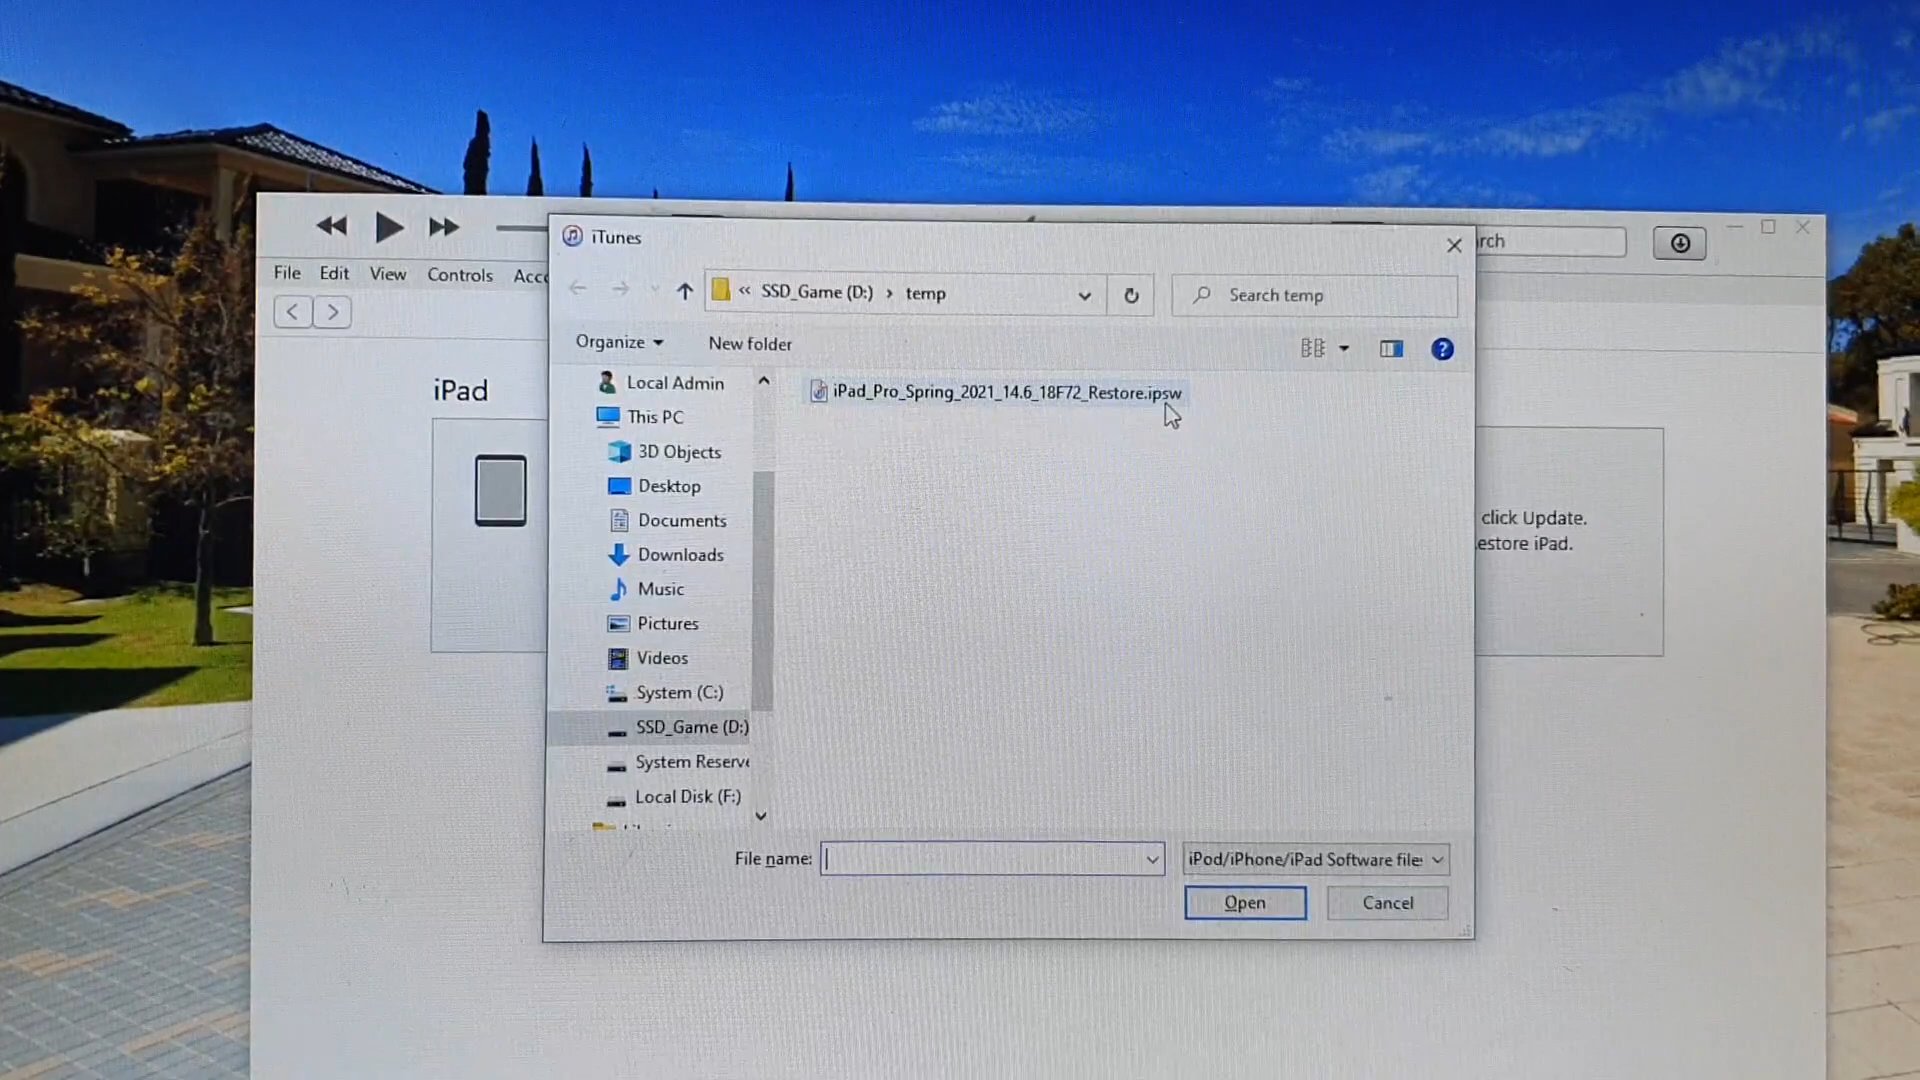 iTunes
rch
File Edit View Controls Acco
« SSD_Game (D:) › temp
Search temp
Organize
New folder
?
iPad
Local Admin
This PC
3D Objects
Desktop
Documents
Downloads
Music
Pictures
Videos
System (C:)
SSD_Game (D:)
System Reserve
Local Disk (F:)
iPad_Pro_Spring_2021_14.6_18F72_Restore.ipsw
click Update.
estore iPad.
File name:
iPod/iPhone/iPad Software files
Open
Cancel